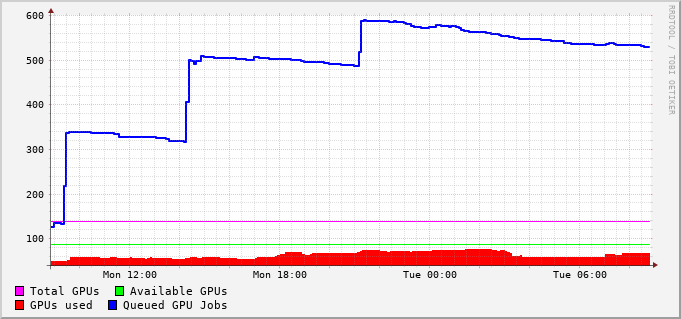 600
500
400
300
200
100
Mon 12:00 Mon 18:00 Tue 00:00 Tue 06:00
Total GPUs Available GPUs
GPUs used Queued GPU Jobs
RRDTOOL / TOBI OETIKER